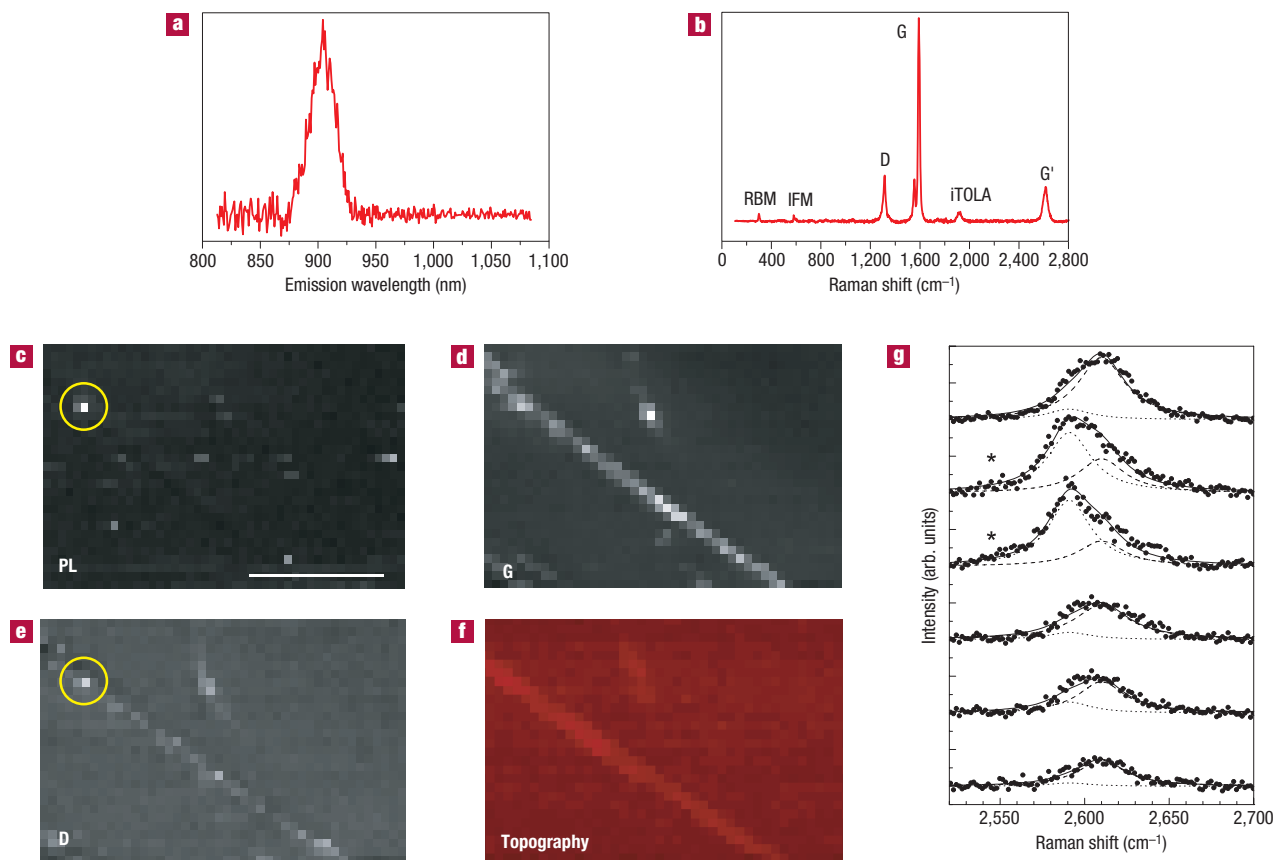 a
800 850 900 950 1,000 1,050 1,100
Emission wavelength (nm)
b
RBM IFM D G iTOLA G'
0 400 800 1,200 1,600 2,000 2,400 2,800
Raman shift (cm–1)
c
PL
d
G
e
D
f
Topography
g
*
*
Intensity (arb. units)
2,550 2,600 2,650 2,700
Raman shift (cm–1)